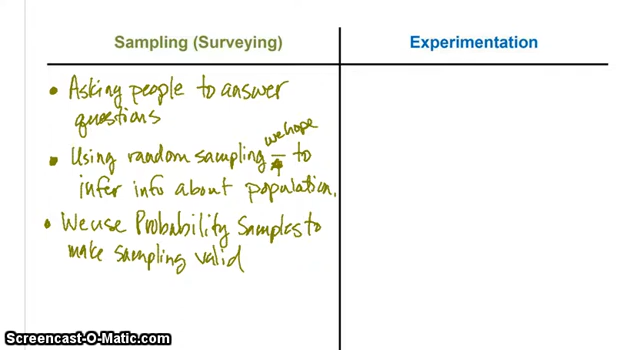 Sampling (Surveying)
Experimentation
• Asking people to answer
questions
we hope
• Using random sampling to
infer info about population.
• We use Probability Samples to
make sampling valid
Screencast-O-Matic.com